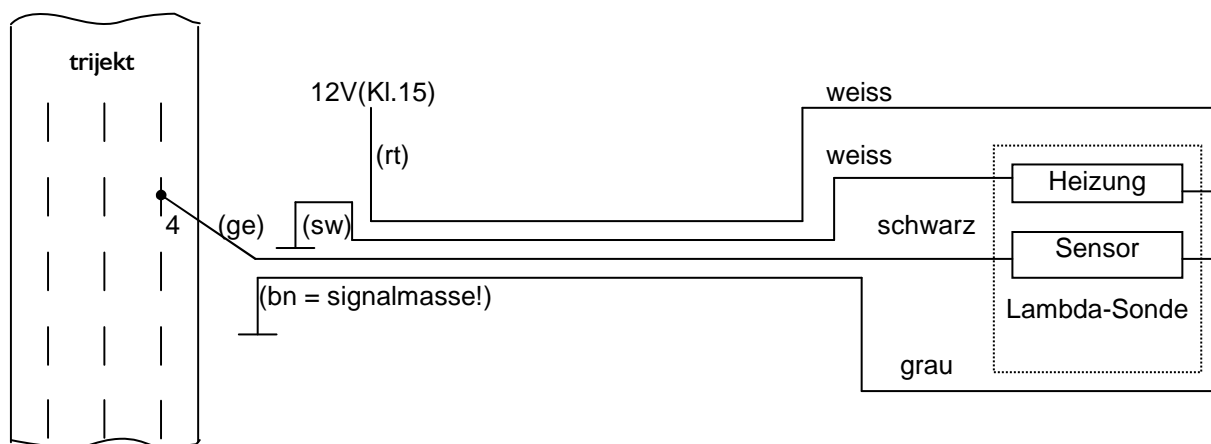 trijekt
12V(Kl.15)
weiss
(rt)
weiss
Heizung
4
(ge)
(sw)
schwarz
Sensor
(bn = signalmasse!)
Lambda-Sonde
grau